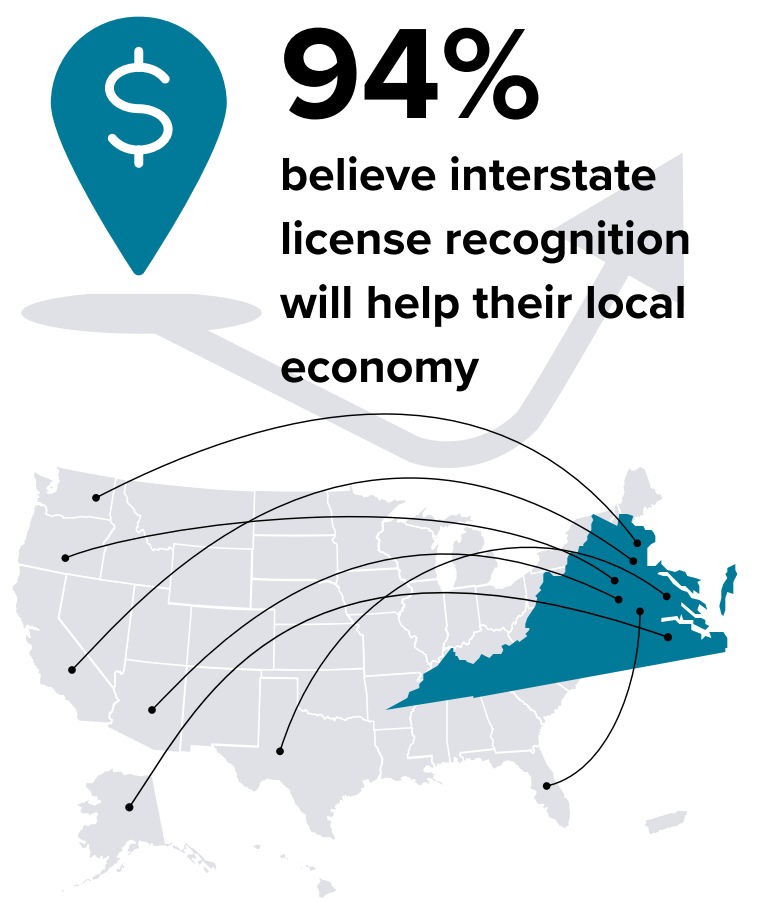 $
94%
believe interstate
license recognition
will help their local
economy